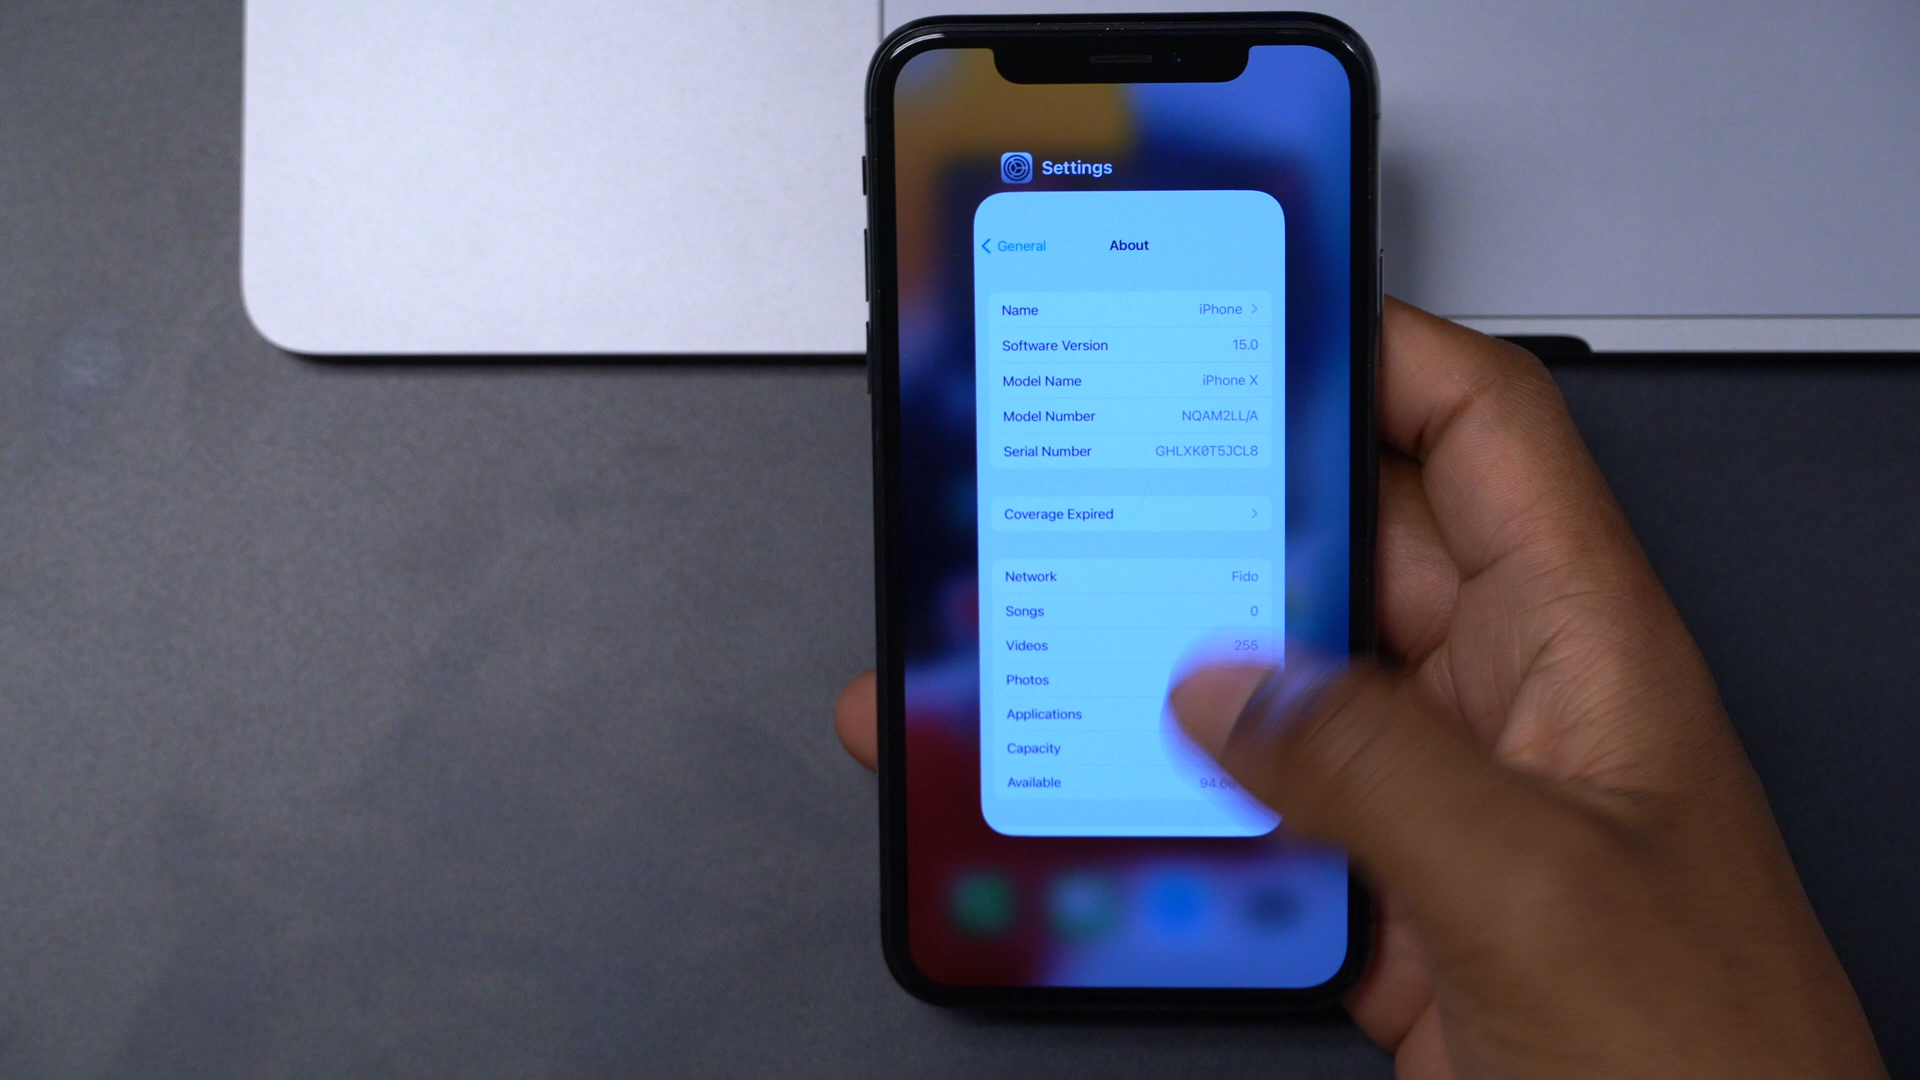 Settings
General About
Name iPhone
Software Version 15.0
Model Name iPhone X
Model Number NQAM2LL/A
Serial Number GHLXK0T5JCL8
Coverage Expired
Network Fido
Songs 0
Videos 255
Photos
Applications
Capacity
Available